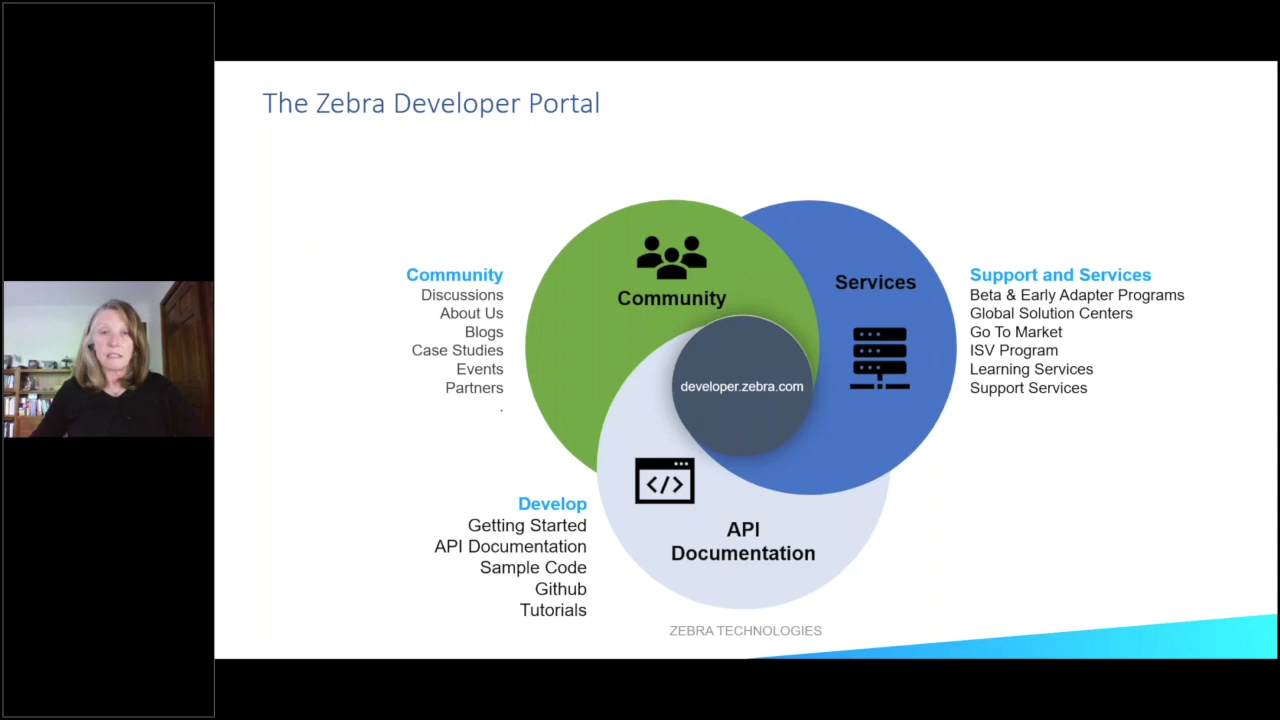 The Zebra Developer Portal
Community
Discussions
About Us
Blogs
Case Studies
Events
Partners
.
Community
Services
developer.zebra.com
API
Documentation
Support and Services
Beta & Early Adapter Programs
Global Solution Centers
Go To Market
ISV Program
Learning Services
Support Services
Develop
Getting Started
API Documentation
Sample Code
Github
Tutorials
ZEBRA TECHNOLOGIES